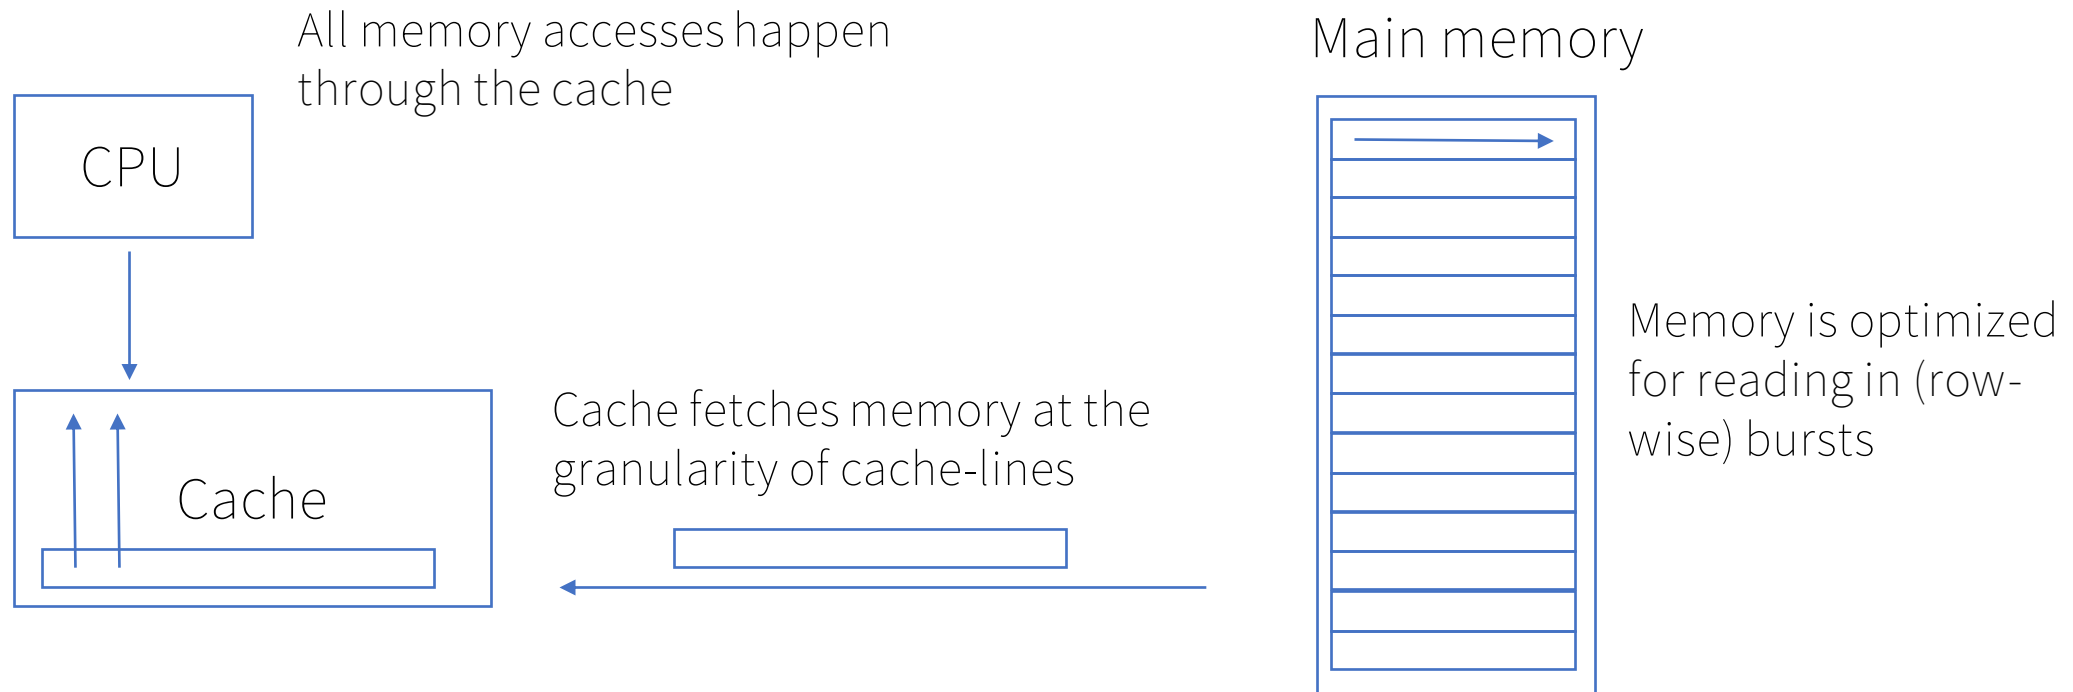 All memory accesses happen
through the cache
Main memory
CPU
Memory is optimized
for reading in (row-
wise) bursts
Cache fetches memory at the
granularity of cache-lines
Cache